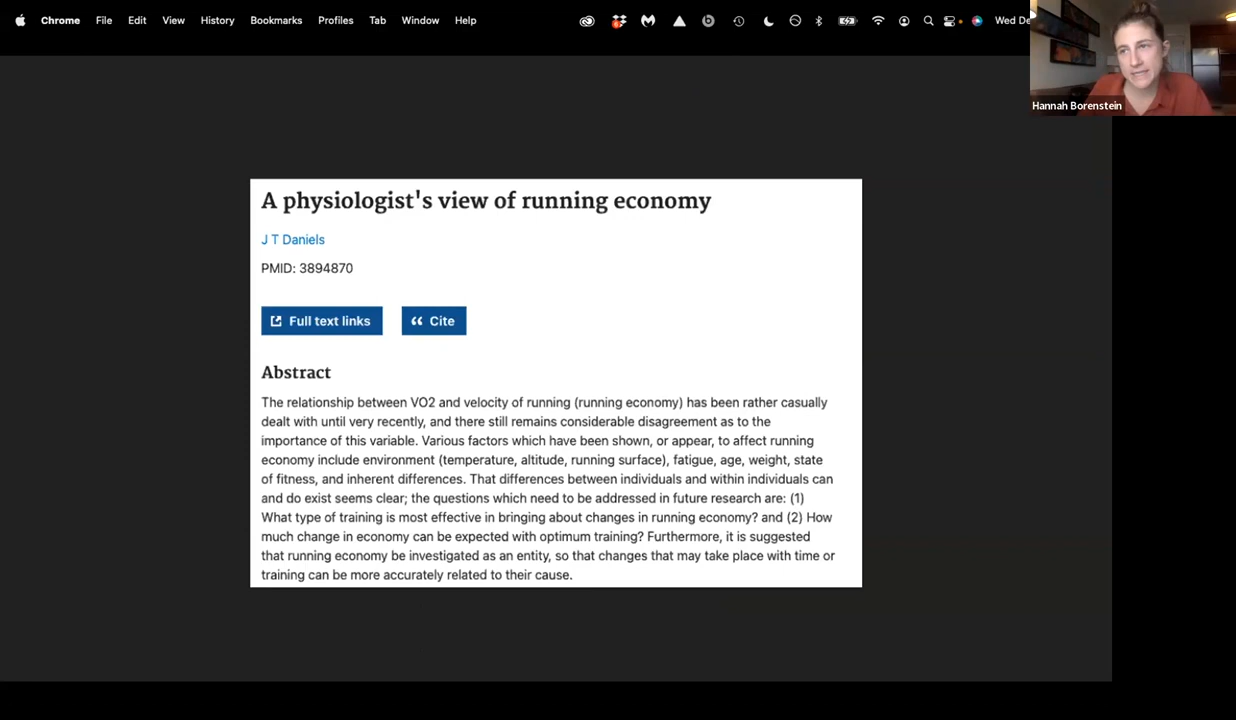 Chrome File Edit View History Bookmarks Profiles Tab Window Help
Wed De
Hannah Borenstein
A physiologist's view of running economy
J T Daniels
PMID: 3894870
Full text links
Cite
Abstract
The relationship between VO2 and velocity of running (running economy) has been rather casually
dealt with until very recently, and there still remains considerable disagreement as to the
importance of this variable. Various factors which have been shown, or appear, to affect running
economy include environment (temperature, altitude, running surface), fatigue, age, weight, state
of fitness, and inherent differences. That differences between individuals and within individuals can
and do exist seems clear; the questions which need to be addressed in future research are: (1)
What type of training is most effective in bringing about changes in running economy? and (2) How
much change in economy can be expected with optimum training? Furthermore, it is suggested
that running economy be investigated as an entity, so that changes that may take place with time or
training can be more accurately related to their cause.